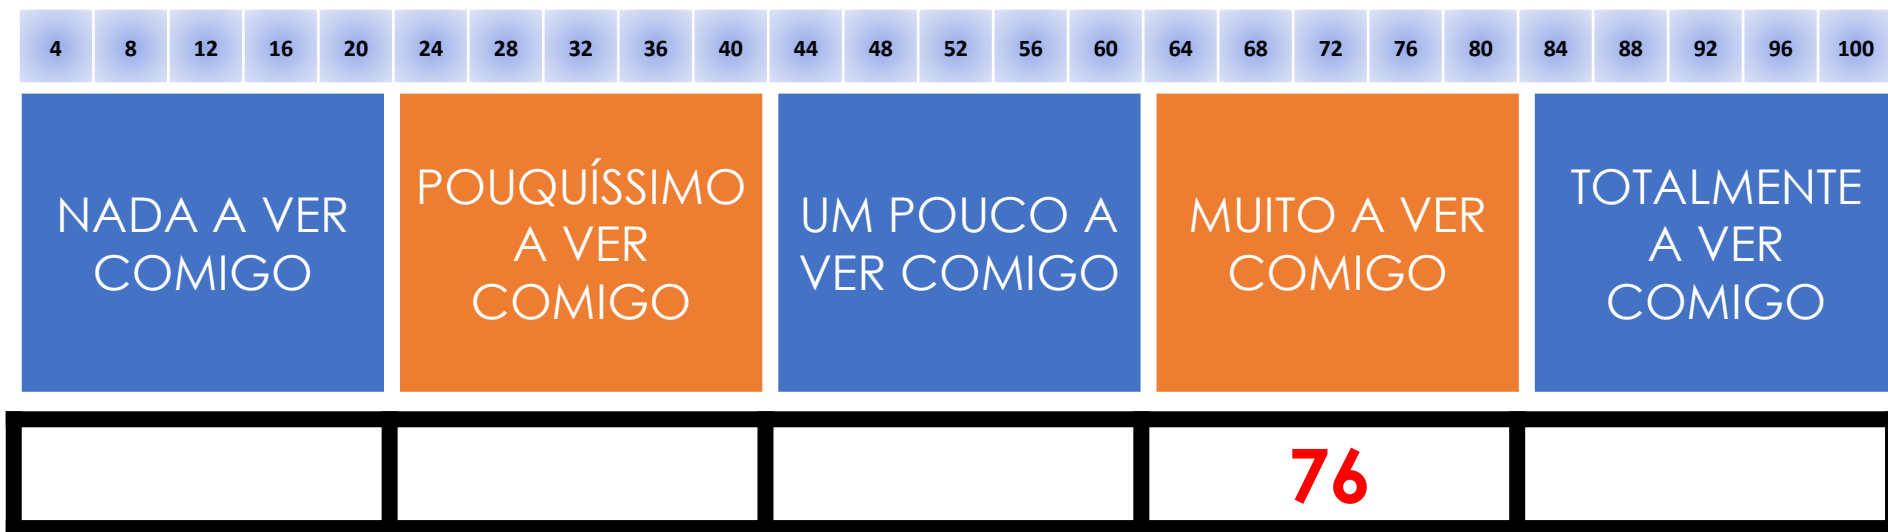 4 8 12 16 20 24 28 32 36 40 44 48 52 56 60 64 68 72 76 80 84 88 92 96 100
NADA A VER
COMIGO
POUQUÍSSIMO
A VER
COMIGO
UM POUCO A
VER COMIGO
MUITO A VER
COMIGO
TOTALMENTE
A VER
COMIGO
76